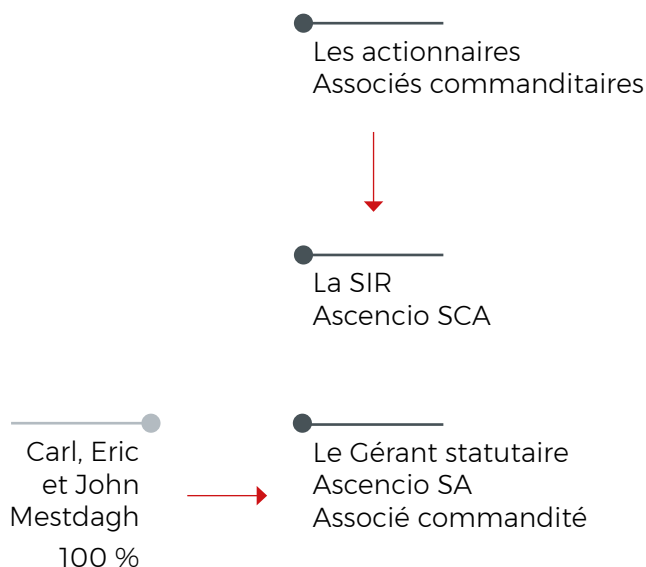 Les actionnaires
Associés commanditaires
La SIR
Ascencio SCA
Carl, Eric
et John
Mestdagh
100 %
Le Gérant statutaire
Ascencio SA
Associé commandité